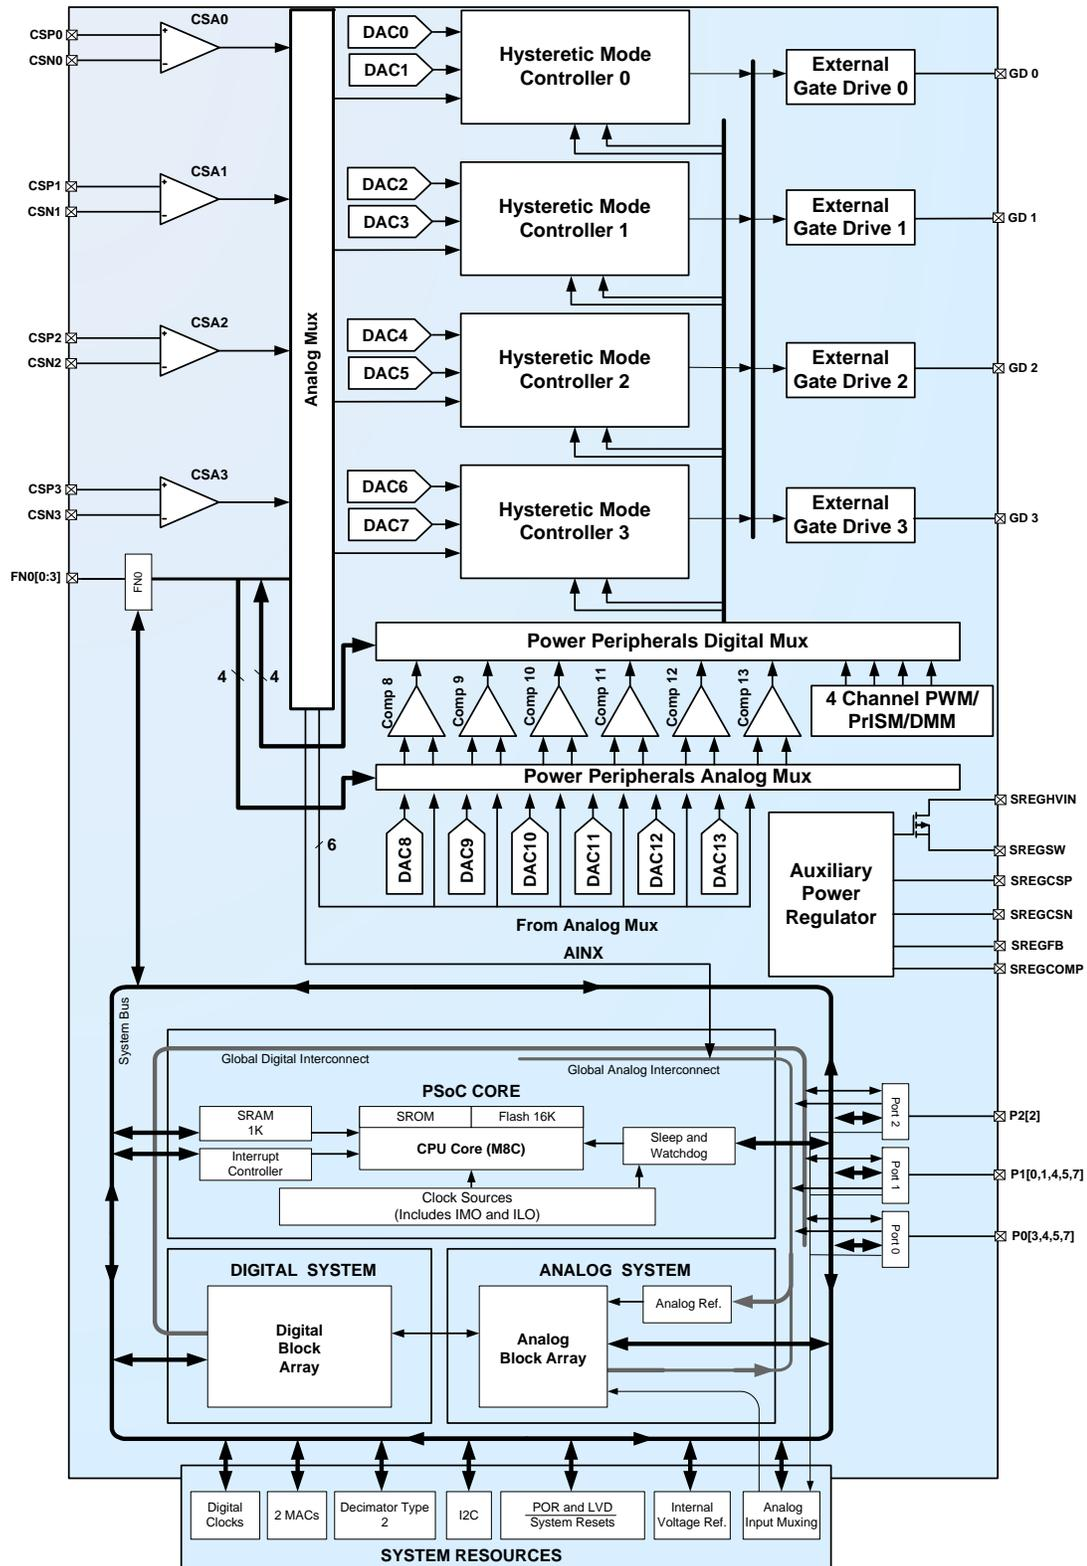 CSA0
CSP0
CSN0
DAC0
DAC1
Hysteretic Mode
Controller 0
External
Gate Drive 0
GD 0
CSA1
CSP1
CSN1
DAC2
DAC3
Hysteretic Mode
Controller 1
External
Gate Drive 1
GD 1
Analog Mux
CSA2
CSP2
CSN2
DAC4
DAC5
Hysteretic Mode
Controller 2
External
Gate Drive 2
GD 2
CSA3
CSP3
CSN3
DAC6
DAC7
Hysteretic Mode
Controller 3
External
Gate Drive 3
GD 3
FN0[0:3]
FN0
Power Peripherals Digital Mux
4
4
Comp 8
Comp 9
Comp 10
Comp 11
Comp 12
Comp 13
4 Channel PWM/
PrISM/DMM
Power Peripherals Analog Mux
6
DAC8
DAC9
DAC10
DAC11
DAC12
DAC13
From Analog Mux
AINX
Auxiliary
Power
Regulator
SREGHVIN
SREGSW
SREGCSP
SREGCSN
SREGFB
SREGCOMP
System Bus
Global Digital Interconnect
Global Analog Interconnect
PSoC CORE
SRAM
1K
SROM
Flash 16K
CPU Core (M8C)
Interrupt
Controller
Sleep and
Watchdog
Clock Sources
(Includes IMO and ILO)
Port 2
P2[2]
Port 1
P1[0,1,4,5,7]
Port 0
P0[3,4,5,7]
DIGITAL SYSTEM
Digital
Block
Array
ANALOG SYSTEM
Analog
Block Array
Analog Ref.
Digital
Clocks
2 MACs
Decimator Type
2
I2C
POR and LVD
System Resets
Internal
Voltage Ref.
Analog
Input Muxing
SYSTEM RESOURCES